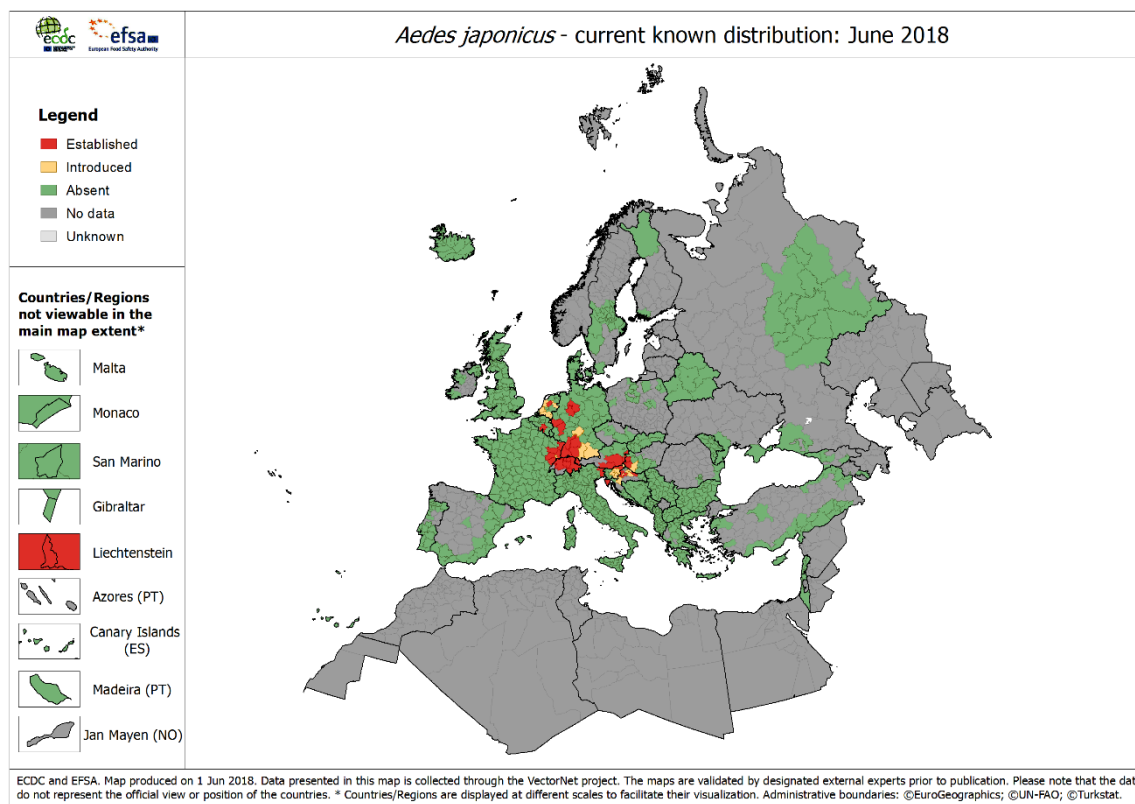 ecdc
efsa
European Food Safety Authority
Aedes japonicus - current known distribution: June 2018
Legend
Established
Introduced
Absent
No data
Unknown
Countries/Regions
not viewable in the
main map extent*
Malta
Monaco
San Marino
Gibraltar
Liechtenstein
Azores (PT)
Canary Islands
(ES)
Madeira (PT)
Jan Mayen (NO)
ECDC and EFSA. Map produced on 1 Jun 2018. Data presented in this map is collected through the VectorNet project. The maps are validated by designated external experts prior to publication. Please note that the dat
do not represent the official view or position of the countries. * Countries/Regions are displayed at different scales to facilitate their visualization. Administrative boundaries: ©EuroGeographics; ©UN-FAO; ©Turkstat.